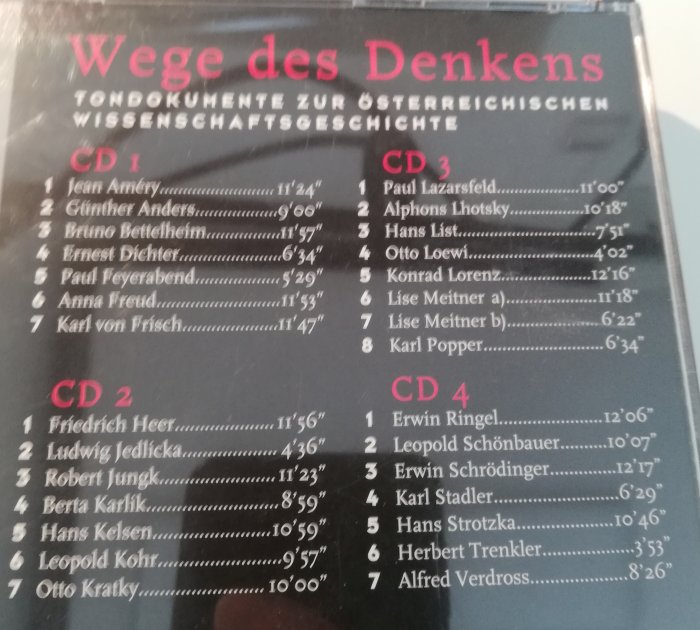 Wege des Denkens
TONDOKUMENTE ZUR ÖSTERREICHISCHEN
WISSENSCHAFTSGESCHICHTE
CD 1
1 Jean Améry........................ 11'24"
2 Günther Anders.................9'00"
3 Bruno Bettelheim...............11'57"
4 Ernest Dichter.....................6'34"
5 Paul Feyerabend..................5'29"
6 Anna Freud.........................11'53"
7 Karl von Frisch....................11'47"
CD 2
1 Friedrich Heer.................... 11'56"
2 Ludwig Jedlicka................... 4'36"
3 Robert Jungk....................... 11'23"
4 Berta Karlik.........................8'59"
5 Hans Kelsen.......................10'59"
6 Leopold Kohr......................9'57"
7 Otto Kratky........................ 10'00"
CD 3
1 Paul Lazarsfeld..................11'00"
2 Alphons Lhotsky...............10'18"
3 Hans List...........................7'51"
4 Otto Loewi........................4'02"
5 Konrad Lorenz...................12'16"
6 Lise Meitner a)...................11'18"
7 Lise Meitner b)...................6'22"
8 Karl Popper.......................6'34"
CD 4
1 Erwin Ringel.....................12'06"
2 Leopold Schönbauer.........10'07"
3 Erwin Schrödinger.............12'17"
4 Karl Stadler.......................6'29"
5 Hans Strotzka...................10'46"
6 Herbert Trenkler.................3'53"
7 Alfred Verdross...................8'26"